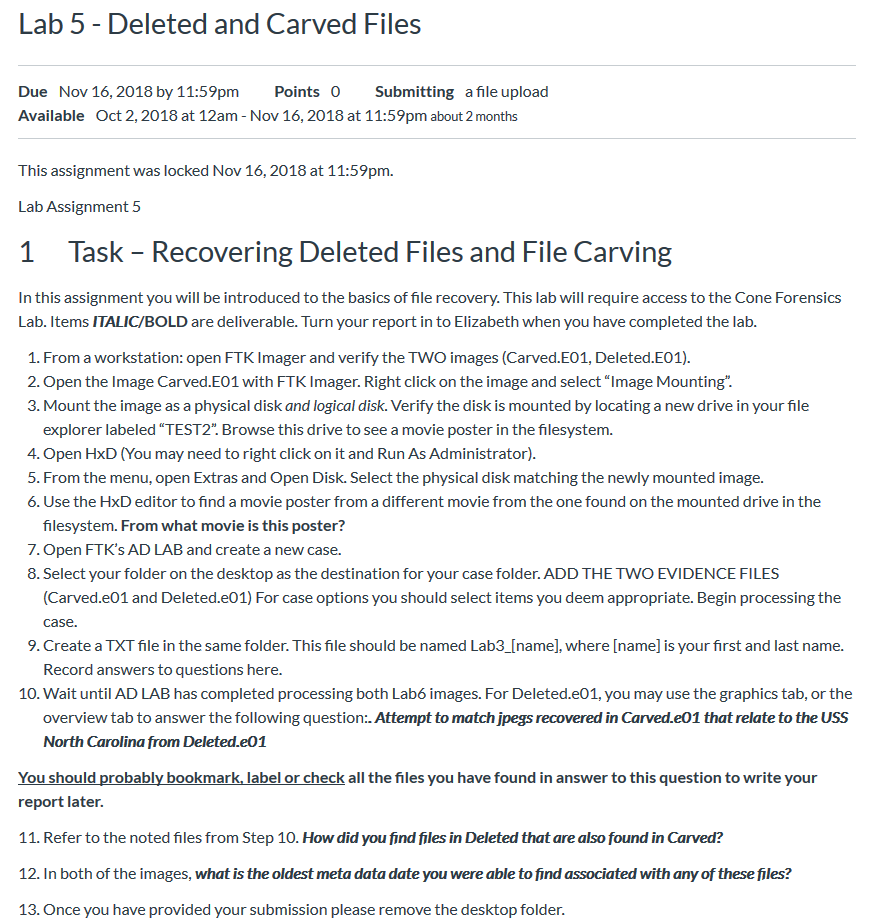 Lab 5 - Deleted and Carved Files
Due Nov 16, 2018 by 11:59pm Points 0 Submitting a file upload
Available Oct 2, 2018 at 12am - Nov 16, 2018 at 11:59pm about 2 months
This assignment was locked Nov 16, 2018 at 11:59pm.
Lab Assignment 5
1 Task – Recovering Deleted Files and File Carving
In this assignment you will be introduced to the basics of file recovery. This lab will require access to the Cone Forensics
Lab. Items ITALIC/BOLD are deliverable. Turn your report in to Elizabeth when you have completed the lab.
1. From a workstation: open FTK Imager and verify the TWO images (Carved.E01, Deleted.E01).
2. Open the Image Carved.E01 with FTK Imager. Right click on the image and select “Image Mounting”.
3. Mount the image as a physical disk and logical disk. Verify the disk is mounted by locating a new drive in your file
explorer labeled “TEST2”. Browse this drive to see a movie poster in the filesystem.
4. Open HxD (You may need to right click on it and Run As Administrator).
5. From the menu, open Extras and Open Disk. Select the physical disk matching the newly mounted image.
6. Use the HxD editor to find a movie poster from a different movie from the one found on the mounted drive in the
filesystem. From what movie is this poster?
7. Open FTK’s AD LAB and create a new case.
8. Select your folder on the desktop as the destination for your case folder. ADD THE TWO EVIDENCE FILES
(Carved.e01 and Deleted.e01) For case options you should select items you deem appropriate. Begin processing the
case.
9. Create a TXT file in the same folder. This file should be named Lab3_[name], where [name] is your first and last name.
Record answers to questions here.
10. Wait until AD LAB has completed processing both Lab6 images. For Deleted.e01, you may use the graphics tab, or the
overview tab to answer the following question:. Attempt to match jpegs recovered in Carved.e01 that relate to the USS
North Carolina from Deleted.e01
You should probably bookmark, label or check all the files you have found in answer to this question to write your
report later.
11. Refer to the noted files from Step 10. How did you find files in Deleted that are also found in Carved?
12. In both of the images, what is the oldest meta data date you were able to find associated with any of these files?
13. Once you have provided your submission please remove the desktop folder.